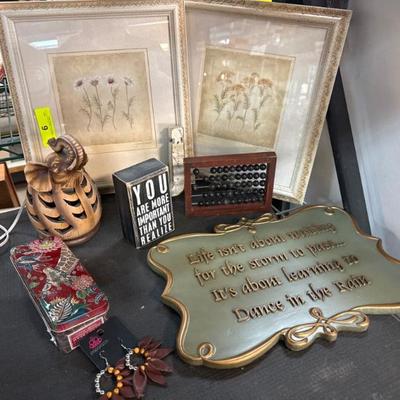 9
YOU
ARE MORE
IMPORTANT
THAN YOU
REALIZE
Life isn't about waiting
for the storm to pass...
It's about learning to
Dance in the Rain.